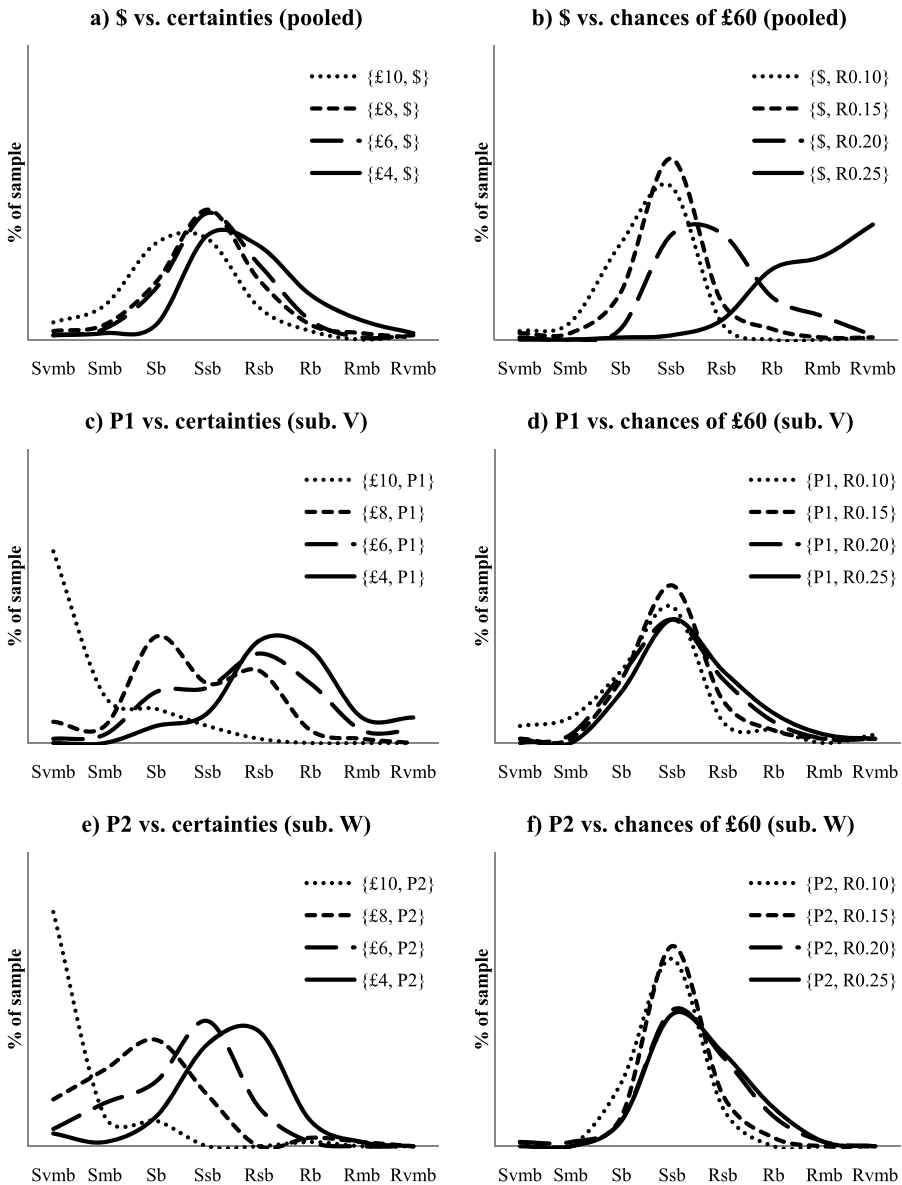 a) $ vs. certainties (pooled)
% of sample
{£10, $}
{£8, $}
{£6, $}
{£4, $}
Svmb Smb Sb Ssb Rsb Rb Rmb Rvmb
b) $ vs. chances of £60 (pooled)
% of sample
{$, R0.10}
{$, R0.15}
{$, R0.20}
{$, R0.25}
Svmb Smb Sb Ssb Rsb Rb Rmb Rvmb
c) P1 vs. certainties (sub. V)
% of sample
{£10, P1}
{£8, P1}
{£6, P1}
{£4, P1}
Svmb Smb Sb Ssb Rsb Rb Rmb Rvmb
d) P1 vs. chances of £60 (sub. V)
% of sample
{P1, R0.10}
{P1, R0.15}
{P1, R0.20}
{P1, R0.25}
Svmb Smb Sb Ssb Rsb Rb Rmb Rvmb
e) P2 vs. certainties (sub. W)
% of sample
{£10, P2}
{£8, P2}
{£6, P2}
{£4, P2}
Svmb Smb Sb Ssb Rsb Rb Rmb Rvmb
f) P2 vs. chances of £60 (sub. W)
% of sample
{P2, R0.10}
{P2, R0.15}
{P2, R0.20}
{P2, R0.25}
Svmb Smb Sb Ssb Rsb Rb Rmb Rvmb